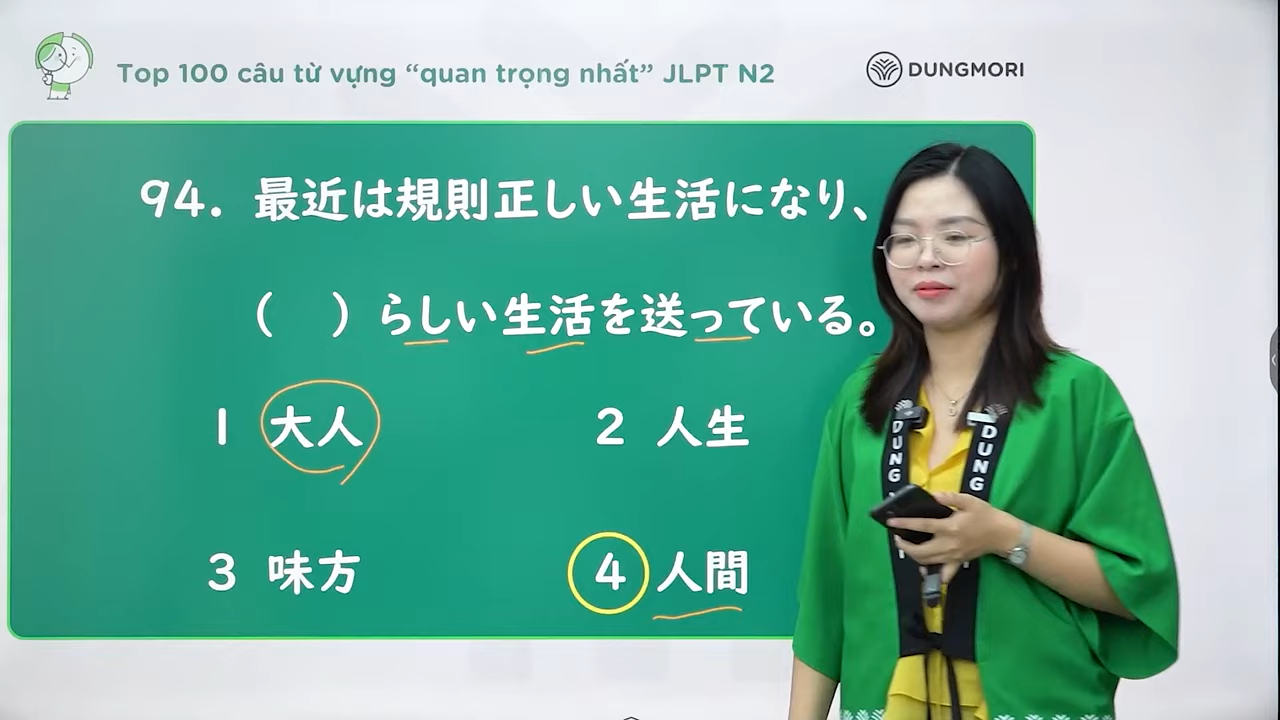 Top 100 câu từ vựng “quan trọng nhất” JLPT N2
DUNGMORI
94. 最近は規則正しい生活になり、
（ ）らしい生活を送っている。
1 大人
2 人生
3 味方
4 人間
DUNG
DUNG